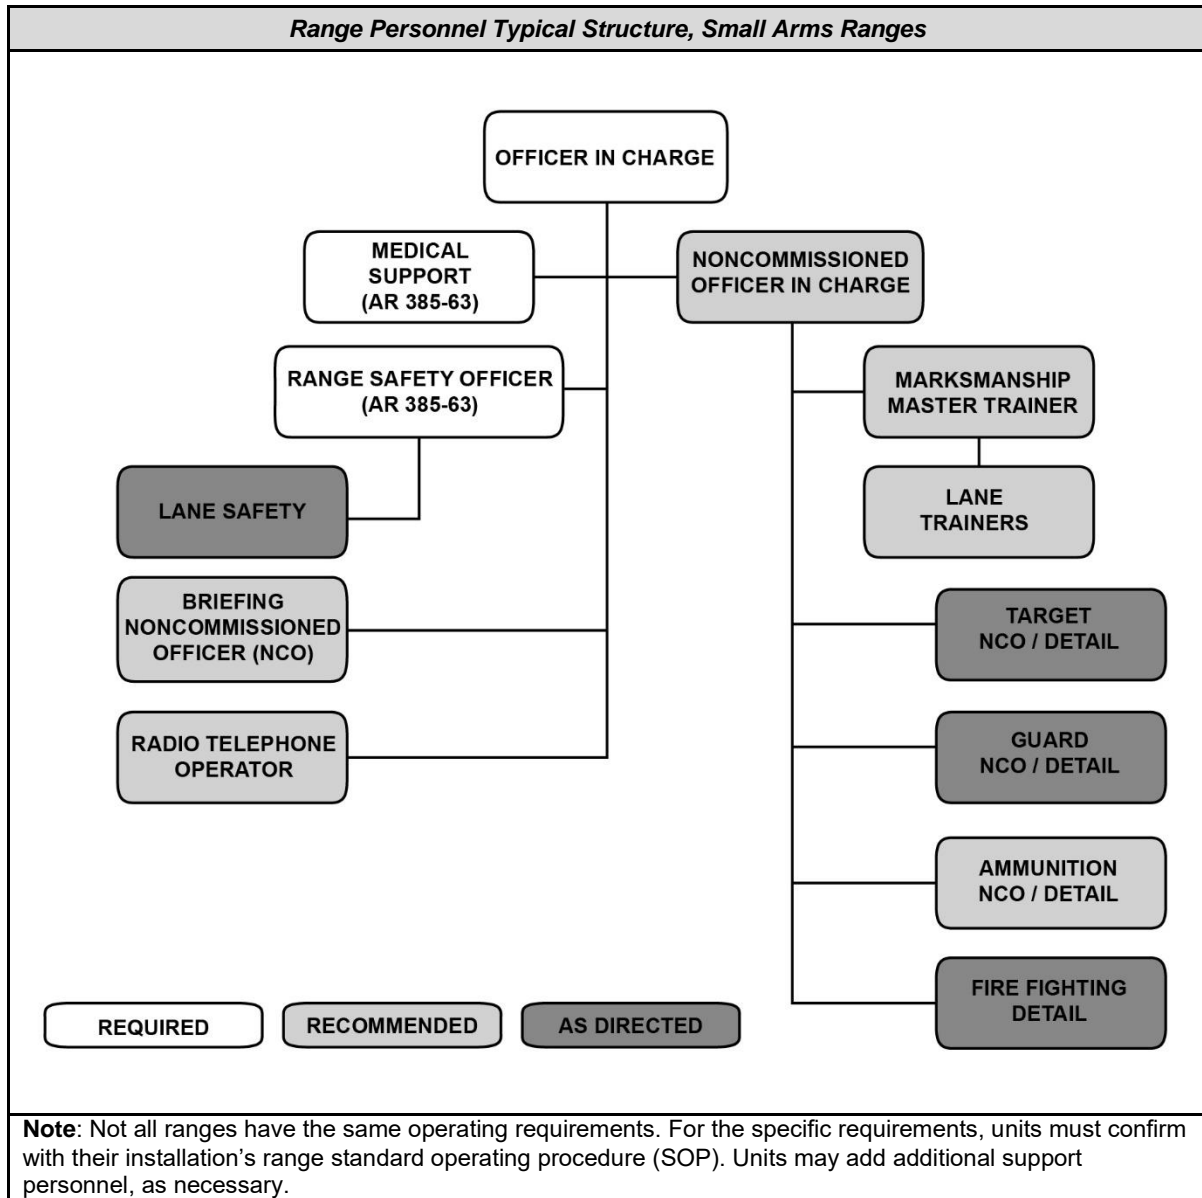 Range Personnel Typical Structure, Small Arms Ranges
OFFICER IN CHARGE
MEDICAL
SUPPORT
(AR 385-63)
NONCOMMISSIONED
OFFICER IN CHARGE
RANGE SAFETY OFFICER
(AR 385-63)
MARKSMANSHIP
MASTER TRAINER
LANE SAFETY
LANE
TRAINERS
BRIEFING
NONCOMMISSIONED
OFFICER (NCO)
TARGET
NCO / DETAIL
RADIO TELEPHONE
OPERATOR
GUARD
NCO / DETAIL
AMMUNITION
NCO / DETAIL
FIRE FIGHTING
DETAIL
REQUIRED
RECOMMENDED
AS DIRECTED
Note: Not all ranges have the same operating requirements. For the specific requirements, units must confirm
with their installation’s range standard operating procedure (SOP). Units may add additional support
personnel, as necessary.